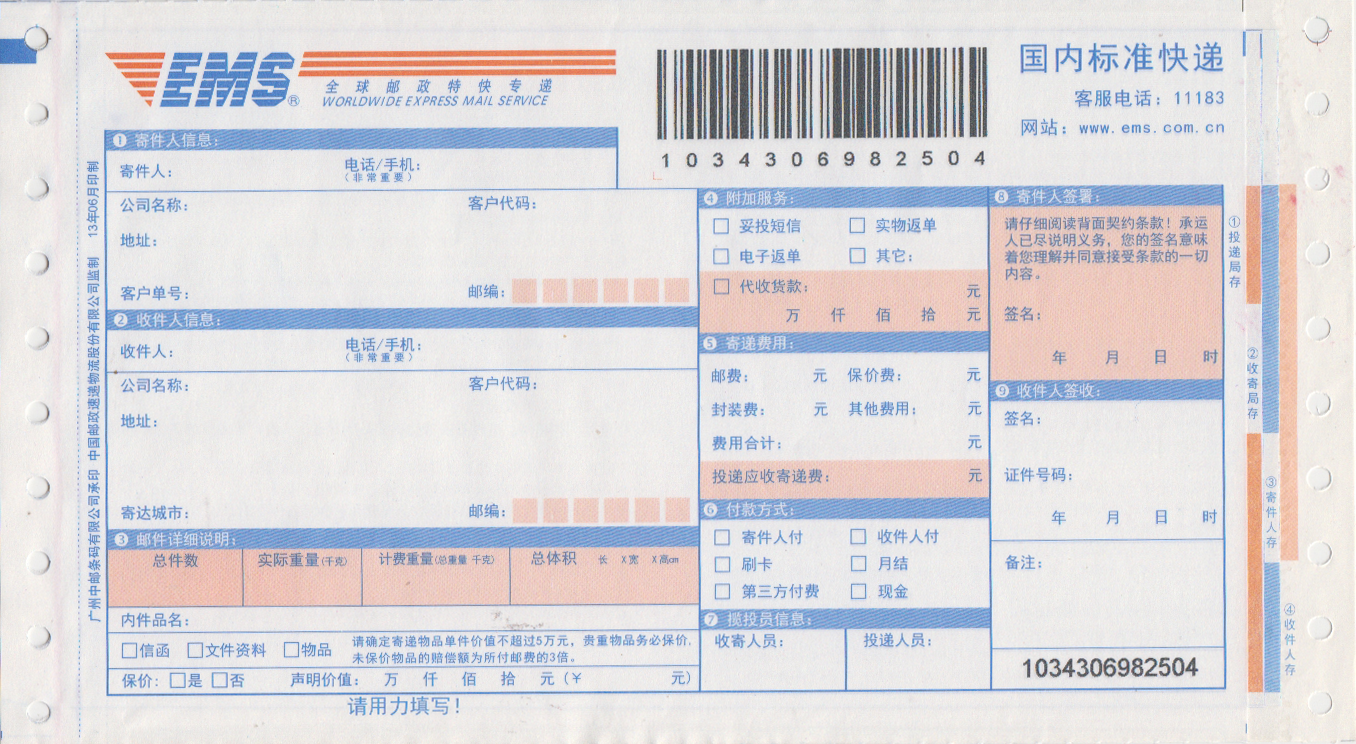 EMS®
全球邮政特快专递
WORLDWIDE EXPRESS MAIL SERVICE
1034306982504
国内标准快递
客服电话：11183
网站：www.ems.com.cn
❶ 寄件人信息：
寄件人：
电话/手机：
（非常重要）
公司名称：
客户代码：
地址：
客户单号：
邮编：
❷ 收件人信息：
收件人：
电话/手机：
（非常重要）
公司名称：
客户代码：
地址：
寄达城市：
邮编：
❸ 邮件详细说明：
总件数
实际重量(千克)
计费重量(总重量 千克)
总体积 长 X宽 X高cm
内件品名：
信函 文件资料 物品
请确定寄递物品单件价值不超过5万元，贵重物品务必保价，
未保价物品的赔偿额为所付邮费的3倍。
保价：是 否 声明价值： 万 仟 佰 拾 元(￥ 元)
请用力填写！
❹ 附加服务：
妥投短信 实物返单
电子返单 其它：
代收货款： 元
万 仟 佰 拾 元
❺ 寄递费用：
邮费： 元 保价费： 元
封装费： 元 其他费用： 元
费用合计： 元
投递应收寄递费： 元
❻ 付款方式：
寄件人付 收件人付
刷卡 月结
第三方付费 现金
❼ 揽投员信息：
收寄人员： 投递人员：
❽ 寄件人签署：
请仔细阅读背面契约条款！承运
人已尽说明义务，您的签名意味
着您理解并同意接受条款的一切
内容。
签名：
年 月 日 时
❾ 收件人签收：
签名：
证件号码：
年 月 日 时
备注：
1034306982504
①投递局存
②收寄局存
③寄件人存
④收件人存
广州中邮条码有限公司承印 中国邮政速递物流股份有限公司监制 13年06月印制